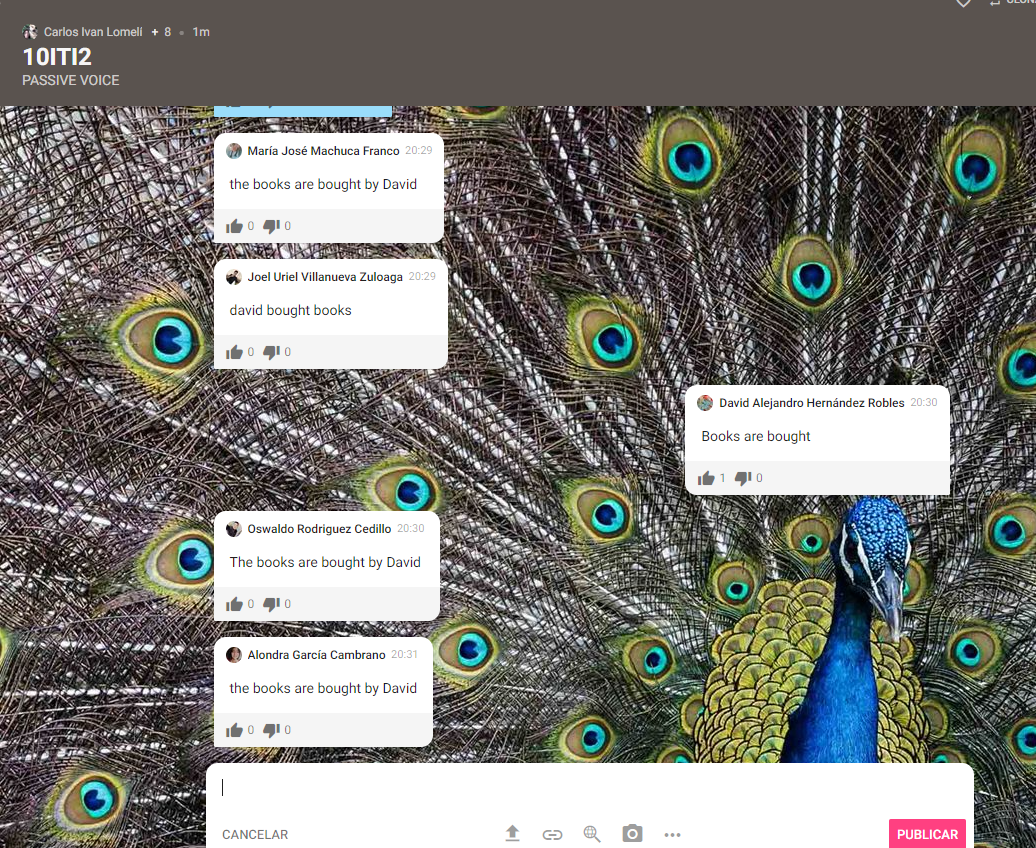 Carlos Ivan Lomelí + 8 • 1m
10ITI2
PASSIVE VOICE
María José Machuca Franco 20:29
the books are bought by David
0 0
Joel Uriel Villanueva Zuloaga 20:29
david bought books
0 0
David Alejandro Hernández Robles 20:30
Books are bought
1 0
Oswaldo Rodriguez Cedillo 20:30
The books are bought by David
0 0
Alondra García Cambrano 20:31
the books are bought by David
0 0
CANCELAR
PUBLICAR